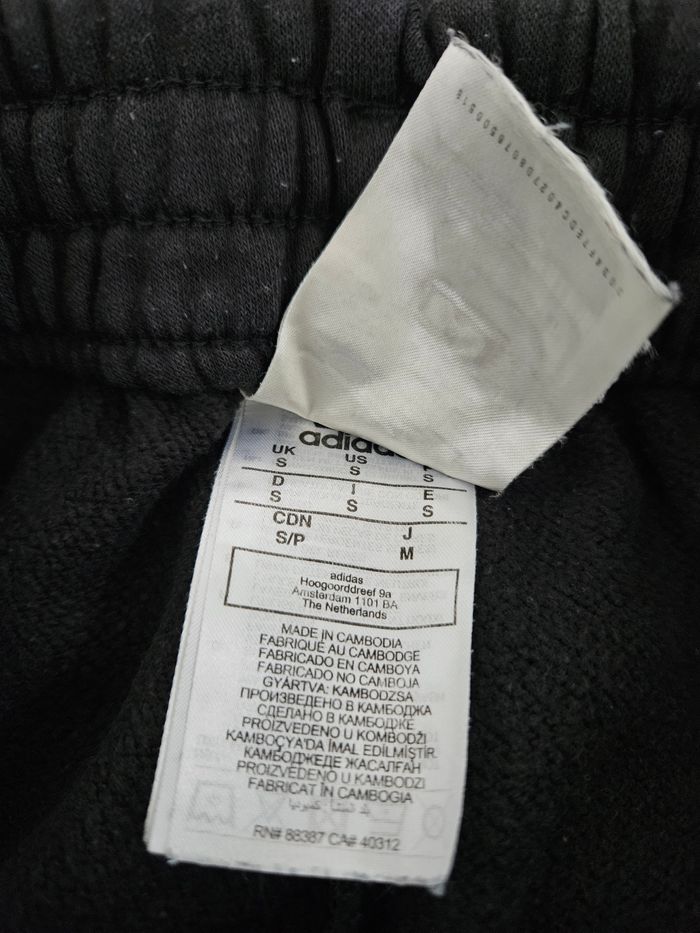 adidas
UK US F
S S S
D I E
S S S
CDN J
S/P M
adidas
Hoogoorddreef 9a
Amsterdam 1101 BA
The Netherlands
MADE IN CAMBODIA
FABRIQUÉ AU CAMBODGE
FABRICADO EN CAMBOYA
FABRICADO NO CAMBOJA
GYÁRTVA: KAMBODZSA
ПРОИЗВЕДЕНО В КАМБОДЖА
СДЕЛАНО В КАМБОДЖЕ
PROIZVEDENO U KOMBODŽI
KAMBOÇYA'DA İMAL EDİLMİŞTİR.
КАМБОДЖЕДЕ ЖАСАЛҒАН
PROIZVEDENO U KAMBODZI
FABRICAT ÎN CAMBOGIA
RN# 88387 CA# 40312